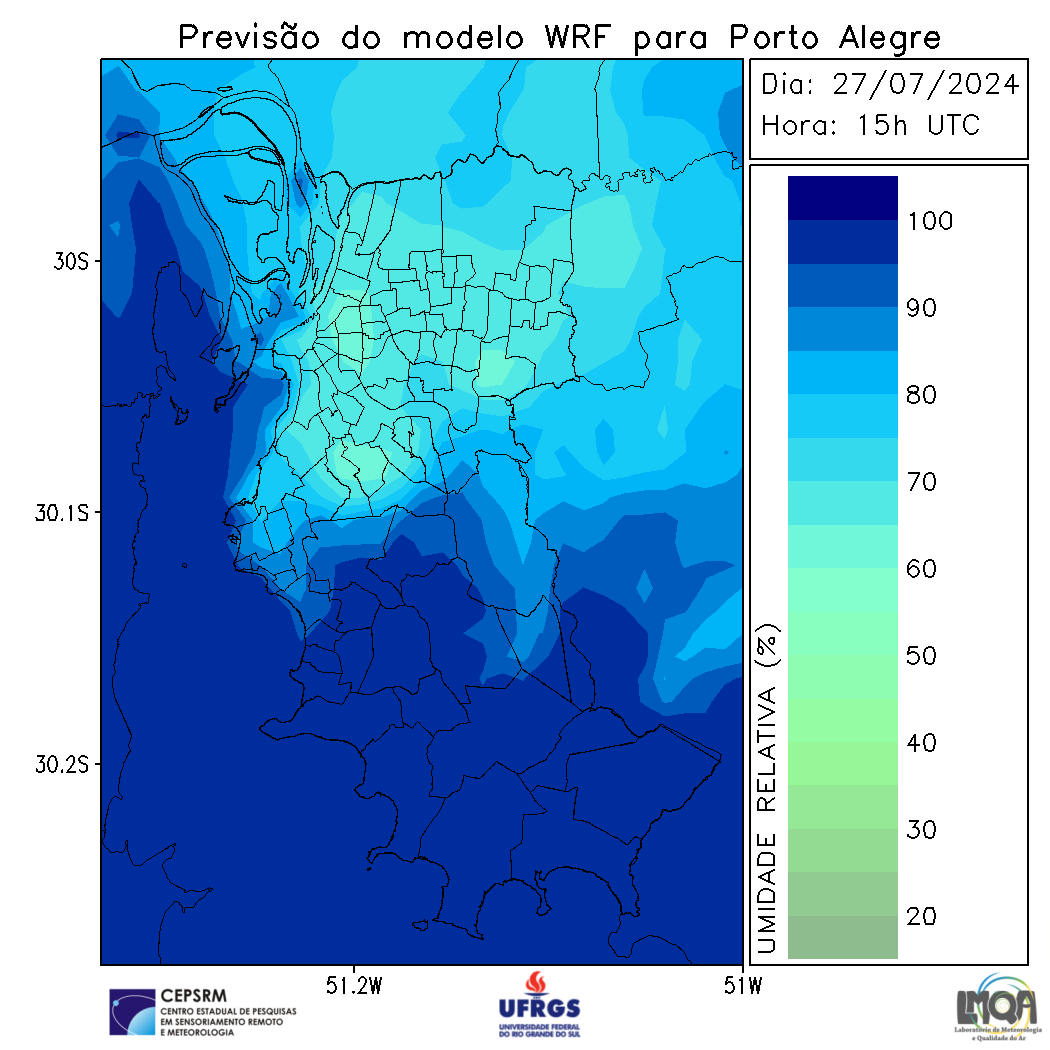 Previsão do modelo WRF para Porto Alegre
Dia: 27/07/2024
Hora: 15h UTC
30S
30.1S
30.2S
51.2W
51W
100
90
80
70
60
50
40
30
20
UMIDADE RELATIVA (%)
CEPSRM
CENTRO ESTADUAL DE PESQUISAS
EM SENSORIAMENTO REMOTO
E METEOROLOGIA
UFRGS
UNIVERSIDADE FEDERAL
DO RIO GRANDE DO SUL
LMQA
Laboratório de Meteorologia
e Qualidade do Ar